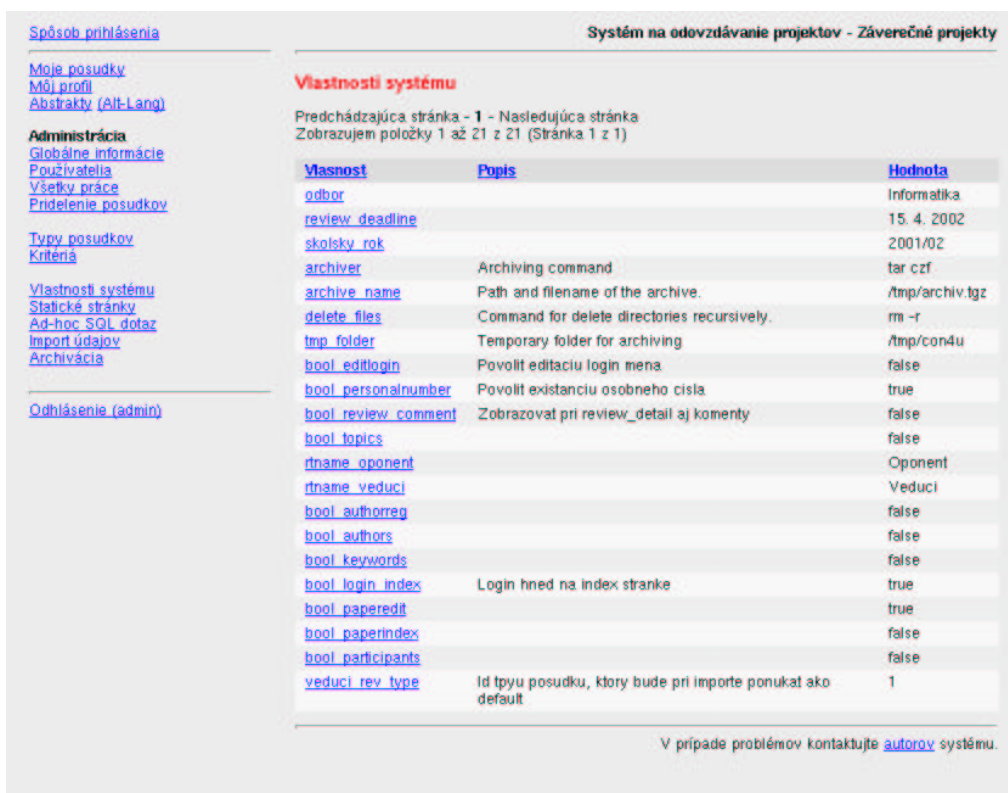 Spôsob prihlásenia
Systém na odovzdávanie projektov - Záverečné projekty
Moje posudky
Môj profil
Abstrakty (Alt-Lang)
Administrácia
Globálne informácie
Používatelia
Všetky práce
Pridelenie posudkov
Typy posudkov
Kritériá
Vlastnosti systému
Statické stránky
Ad-hoc SQL dotaz
Import údajov
Archivácia
Odhlásenie (admin)
Vlastnosti systému
Predchádzajúca stránka - 1 - Nasledujúca stránka
Zobrazujem položky 1 až 21 z 21 (Stránka 1 z 1)
Vlasnost Popis Hodnota
odbor Informatika
review_deadline 15. 4. 2002
skolsky_rok 2001/02
archiver Archiving command tar czf
archive_name Path and filename of the archive. /tmp/archiv.tgz
delete_files Command for delete directories recursively. rm -r
tmp_folder Temporary folder for archiving /tmp/con4u
bool_editlogin Povolit editaciu login mena false
bool_personalnumber Povolit existanciu osobneho cisla true
bool_review_comment Zobrazovat pri review_detail aj komenty false
bool_topics false
rtname_oponent Oponent
rtname_veduci Veduci
bool_authorreg false
bool_authors false
bool_keywords false
bool_login_index Login hned na index stranke true
bool_paperedit true
bool_paperindex false
bool_participants false
veduci_rev_type Id tpyu posudku, ktory bude pri importe ponukat ako 1
default
V prípade problémov kontaktujte autorov systému.